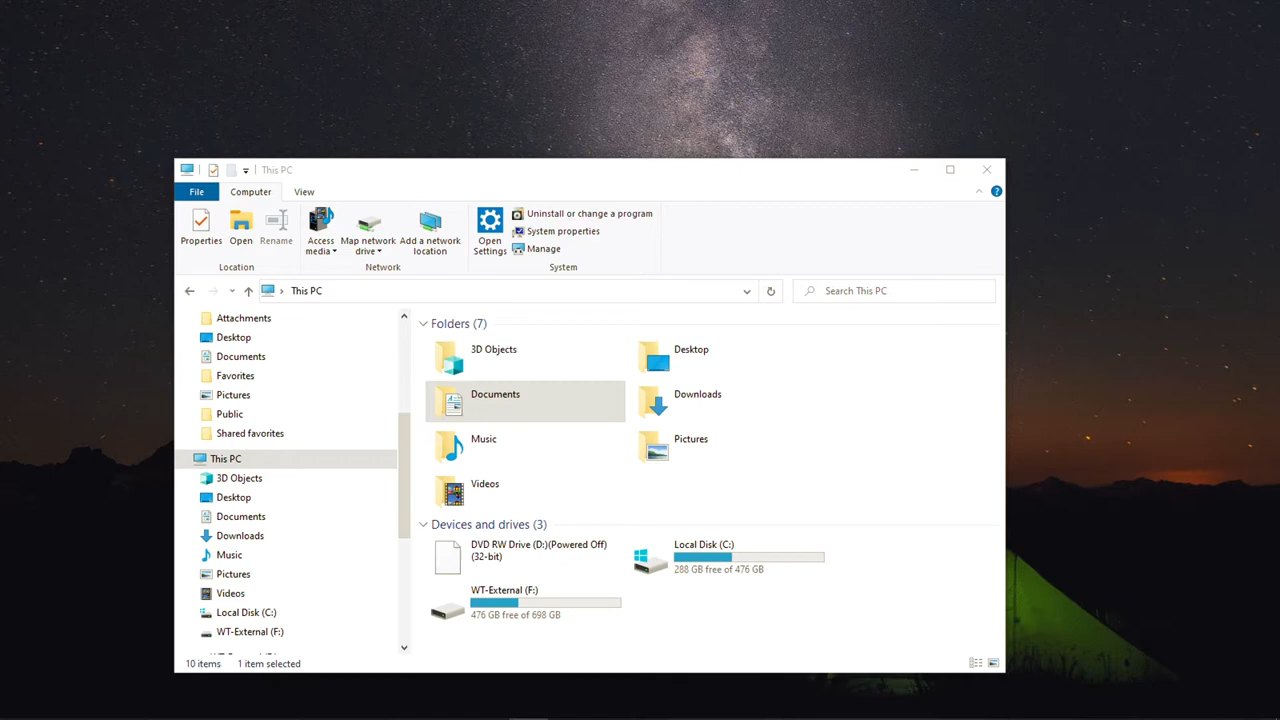 This PC
File
Computer
View
Properties
Open
Rename
Location
Access
media
Map network
drive
Add a network
location
Network
Open
Settings
Uninstall or change a program
System properties
Manage
System
This PC
Search This PC
Attachments
Desktop
Documents
Favorites
Pictures
Public
Shared favorites
This PC
3D Objects
Desktop
Documents
Downloads
Music
Pictures
Videos
Local Disk (C:)
WT-External (F:)
Folders (7)
3D Objects
Desktop
Documents
Downloads
Music
Pictures
Videos
Devices and drives (3)
DVD RW Drive (D:)(Powered Off)
(32-bit)
Local Disk (C:)
288 GB free of 476 GB
WT-External (F:)
476 GB free of 698 GB
10 items
1 item selected